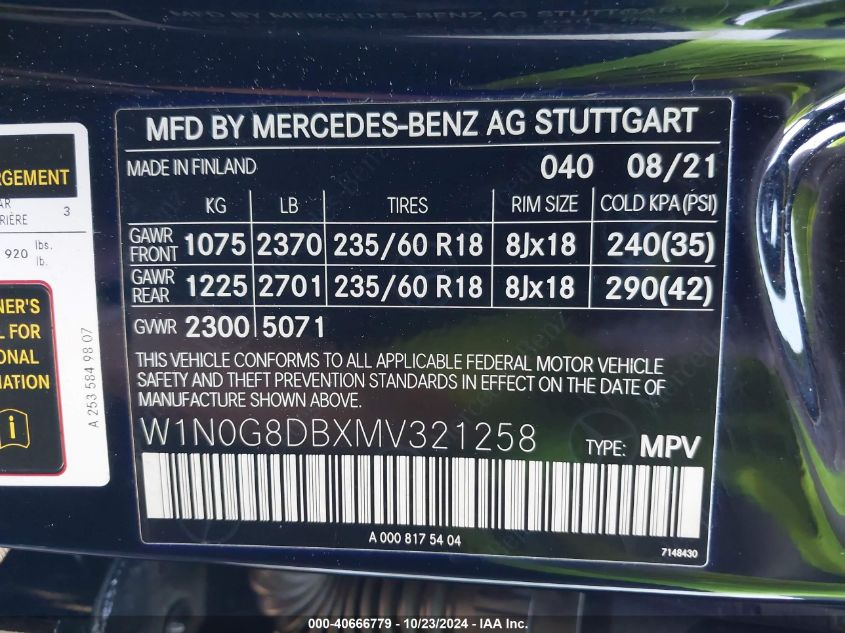 MFD BY MERCEDES-BENZ AG STUTTGART
MADE IN FINLAND 040 08/21
KG LB TIRES RIM SIZE COLD KPA (PSI)
GAWR FRONT 1075 2370 235/60 R18 8Jx18 240(35)
GAWR REAR 1225 2701 235/60 R18 8Jx18 290(42)
GVWR 2300 5071
THIS VEHICLE CONFORMS TO ALL APPLICABLE FEDERAL MOTOR VEHICLE
SAFETY AND THEFT PREVENTION STANDARDS IN EFFECT ON THE DATE OF
MANUFACTURE SHOWN ABOVE.
W1N0G8DBXMV321258 TYPE: MPV
A 000 817 54 04
7148430
RGEMENT
AR
RIÈRE 3
920 lbs.
lb.
NER'S
L FOR
ONAL
MATION
A 253 584 98 07
000-40666779 - 10/23/2024 - IAA Inc.